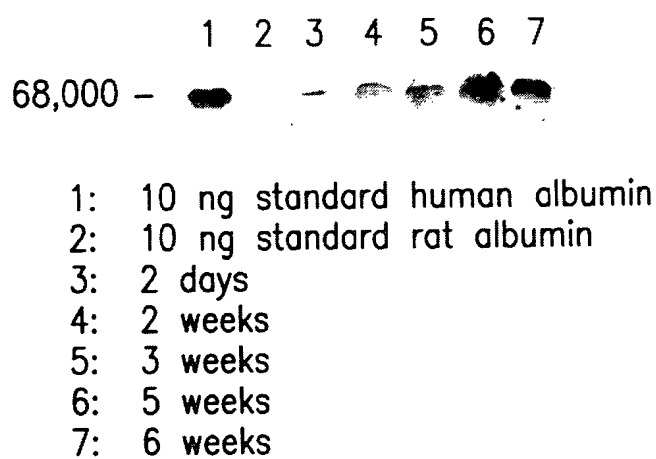 1 2 3 4 5 6 7
68,000 –
1: 10 ng standard human albumin
2: 10 ng standard rat albumin
3: 2 days
4: 2 weeks
5: 3 weeks
6: 5 weeks
7: 6 weeks